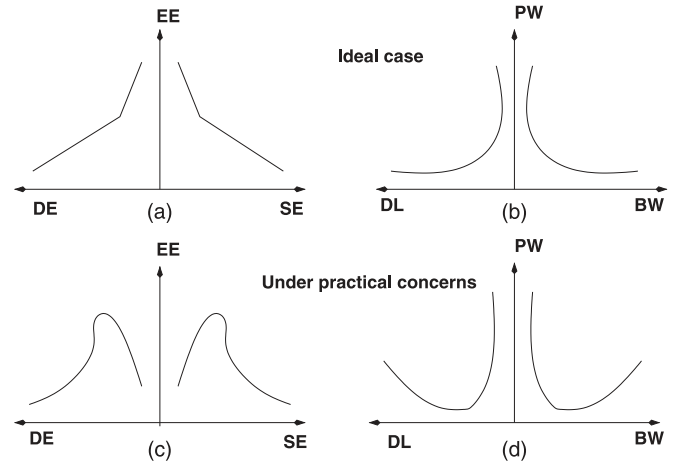 EE
PW
Ideal case
DE
(a)
SE
DL
(b)
BW
EE
PW
Under practical concerns
DE
(c)
SE
DL
(d)
BW